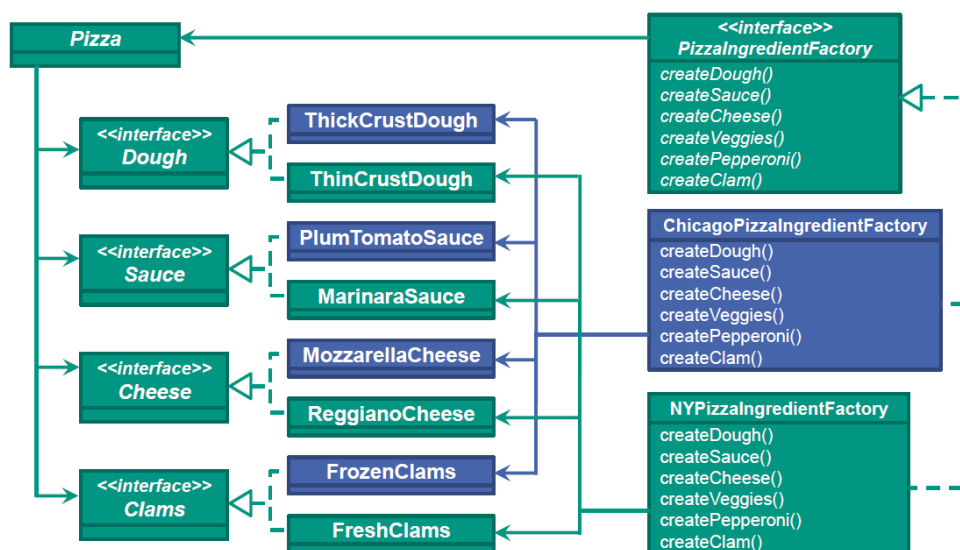 Pizza
<<interface>>
PizzaIngredientFactory
createDough()
createSauce()
createCheese()
createVeggies()
createPepperoni()
createClam()
<<interface>>
Dough
ThickCrustDough
ThinCrustDough
<<interface>>
Sauce
PlumTomatoSauce
MarinaraSauce
ChicagoPizzaIngredientFactory
createDough()
createSauce()
createCheese()
createVeggies()
createPepperoni()
createClam()
<<interface>>
Cheese
MozzarellaCheese
ReggianoCheese
NYPizzaIngredientFactory
createDough()
createSauce()
createCheese()
createVeggies()
createPepperoni()
createClam()
<<interface>>
Clams
FrozenClams
FreshClams